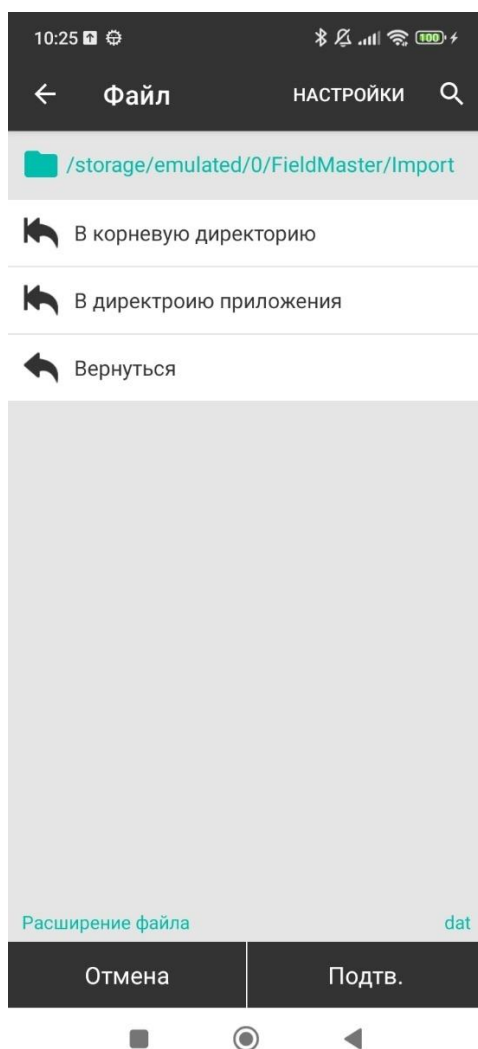 10:25
100
Файл
НАСТРОЙКИ
/storage/emulated/0/FieldMaster/Import
В корневую директорию
В директроию приложения
Вернуться
Расширение файла
dat
Отмена
Подтв.